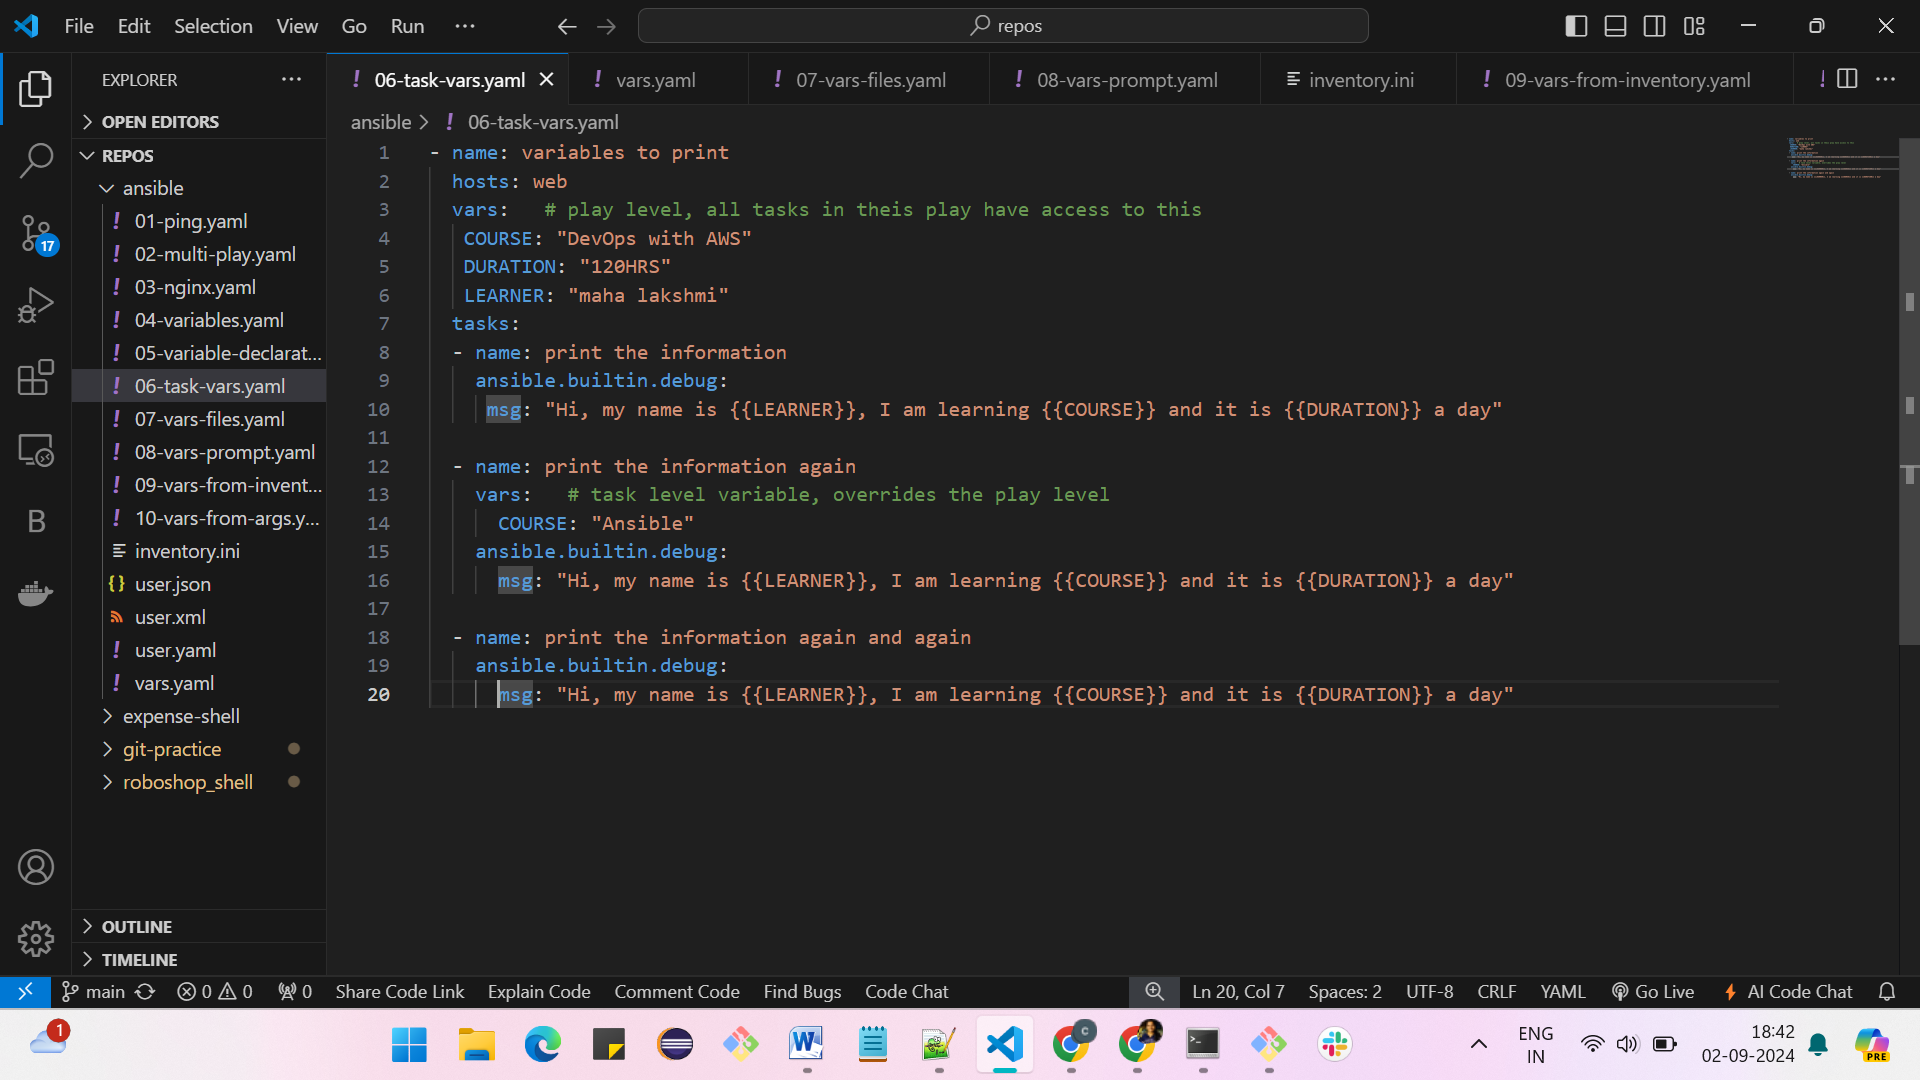 File Edit Selection View Go Run ···
repos
EXPLORER ···
OPEN EDITORS
REPOS
ansible
01-ping.yaml
02-multi-play.yaml
03-nginx.yaml
04-variables.yaml
05-variable-declarat...
06-task-vars.yaml
07-vars-files.yaml
08-vars-prompt.yaml
09-vars-from-invent...
10-vars-from-args.y...
inventory.ini
user.json
user.xml
user.yaml
vars.yaml
expense-shell
git-practice
roboshop_shell
OUTLINE
TIMELINE
17
B
! 06-task-vars.yaml ! vars.yaml ! 07-vars-files.yaml ! 08-vars-prompt.yaml inventory.ini ! 09-vars-from-inventory.yaml ! ···
ansible > ! 06-task-vars.yaml
1 - name: variables to print
2 hosts: web
3 vars: # play level, all tasks in theis play have access to this
4 COURSE: "DevOps with AWS"
5 DURATION: "120HRS"
6 LEARNER: "maha lakshmi"
7 tasks:
8 - name: print the information
9 ansible.builtin.debug:
10 msg: "Hi, my name is {{LEARNER}}, I am learning {{COURSE}} and it is {{DURATION}} a day"
11
12 - name: print the information again
13 vars: # task level variable, overrides the play level
14 COURSE: "Ansible"
15 ansible.builtin.debug:
16 msg: "Hi, my name is {{LEARNER}}, I am learning {{COURSE}} and it is {{DURATION}} a day"
17
18 - name: print the information again and again
19 ansible.builtin.debug:
20 msg: "Hi, my name is {{LEARNER}}, I am learning {{COURSE}} and it is {{DURATION}} a day"
main 0 0 0 Share Code Link Explain Code Comment Code Find Bugs Code Chat Ln 20, Col 7 Spaces: 2 UTF-8 CRLF YAML Go Live AI Code Chat
1
W
C
ENG
IN
18:42
02-09-2024
PRE